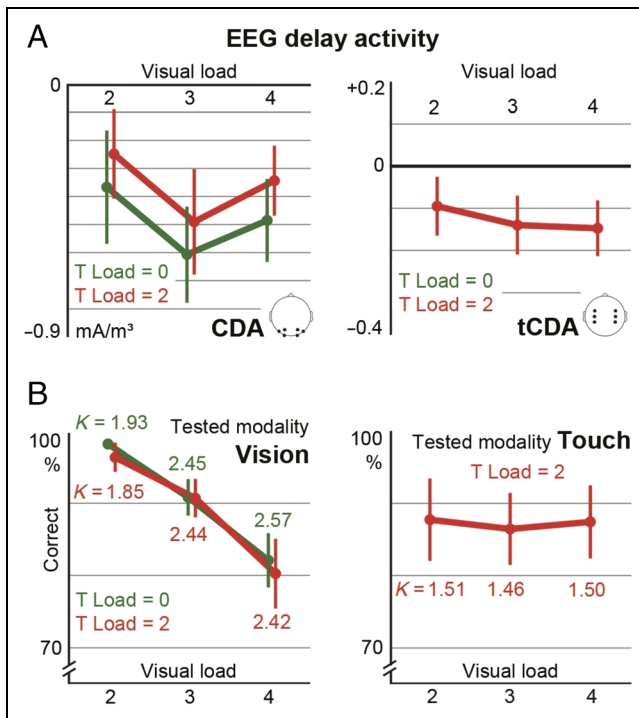 A
EEG delay activity
Visual load
0
2 3 4
T Load = 0
T Load = 2
–0.9
mA/m³
CDA
Visual load
+0.2
2 3 4
0
T Load = 0
T Load = 2
–0.4
tCDA
B
K = 1.93
Tested modality
Vision
100
%
2.45
K = 1.85
2.44
2.57
Correct
T Load = 0
T Load = 2
2.42
70
Visual load
2 3 4
100
%
Tested modality Touch
T Load = 2
K = 1.51 1.46 1.50
70
Visual load
2 3 4